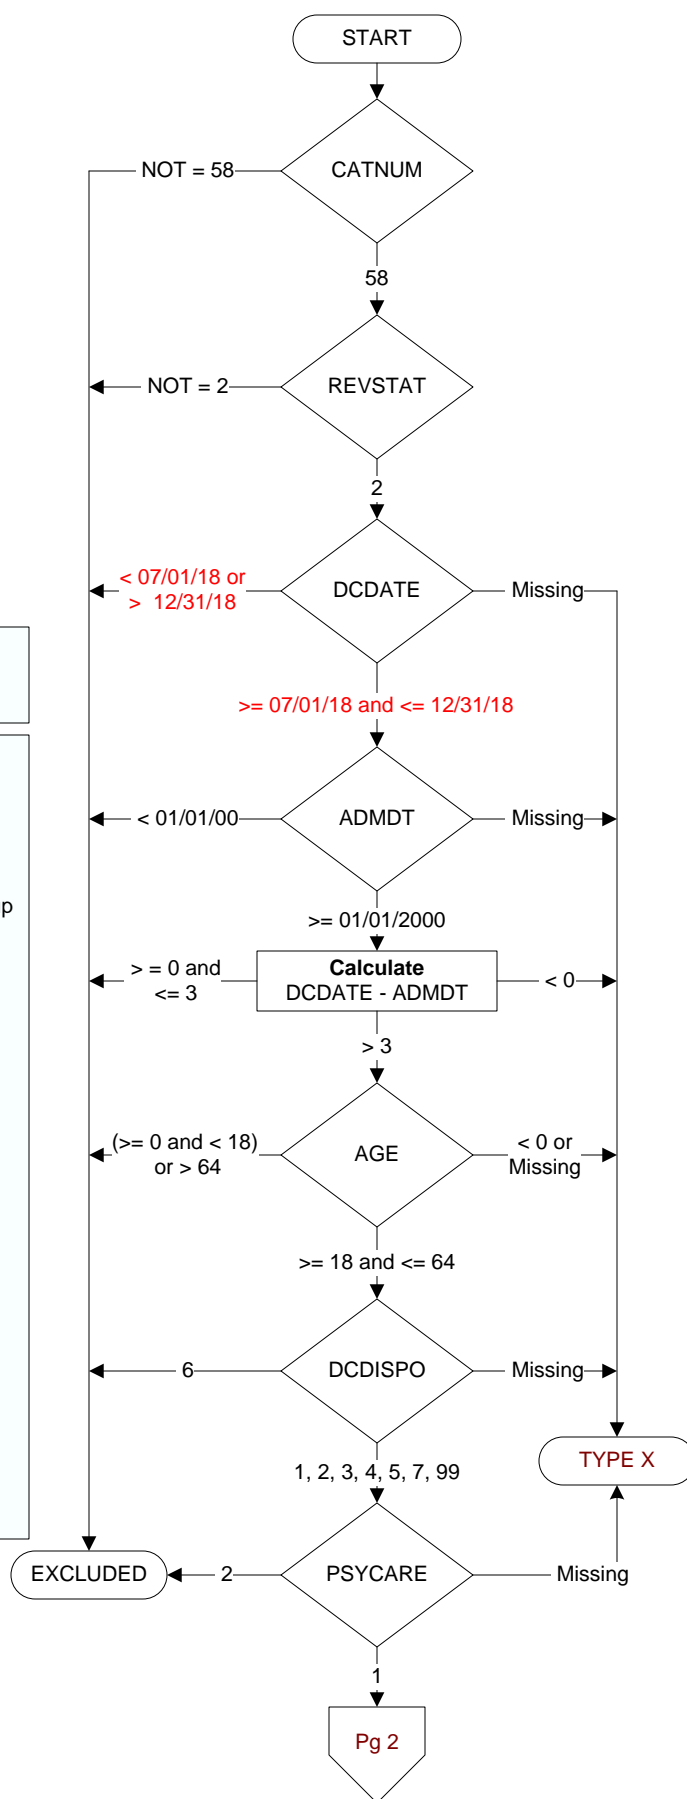 START
CATNUM
NOT = 58
58
REVSTAT
NOT = 2
2
DCDATE
< 07/01/18 or
> 12/31/18
Missing
>= 07/01/18 and <= 12/31/18
ADMDT
< 01/01/00
Missing
>= 01/01/2000
Calculate
DCDATE - ADMDT
> = 0 and
<= 3
< 0
> 3
AGE
(>= 0 and < 18)
or > 64
< 0 or
Missing
>= 18 and <= 64
DCDISPO
6
Missing
1, 2, 3, 4, 5, 7, 99
TYPE X
PSYCARE
EXCLUDED
2
Missing
1
Pg 2